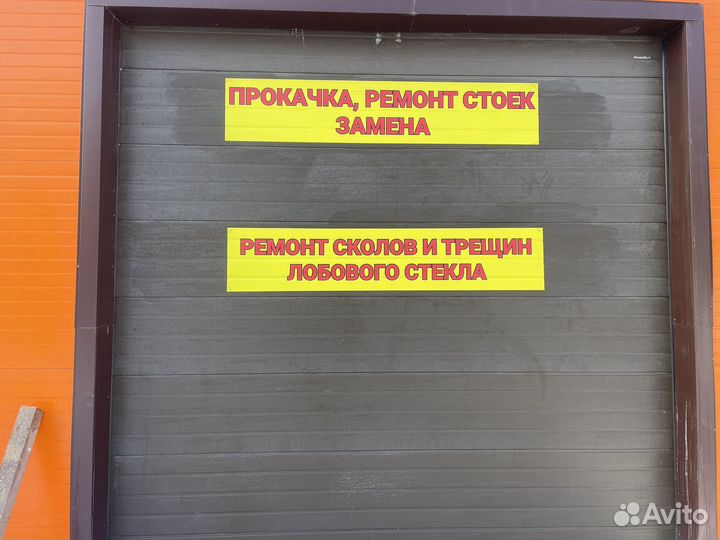 ПРОКАЧКА, РЕМОНТ СТОЕК
ЗАМЕНА
РЕМОНТ СКОЛОВ И ТРЕЩИН
ЛОБОВОГО СТЕКЛА
Avito